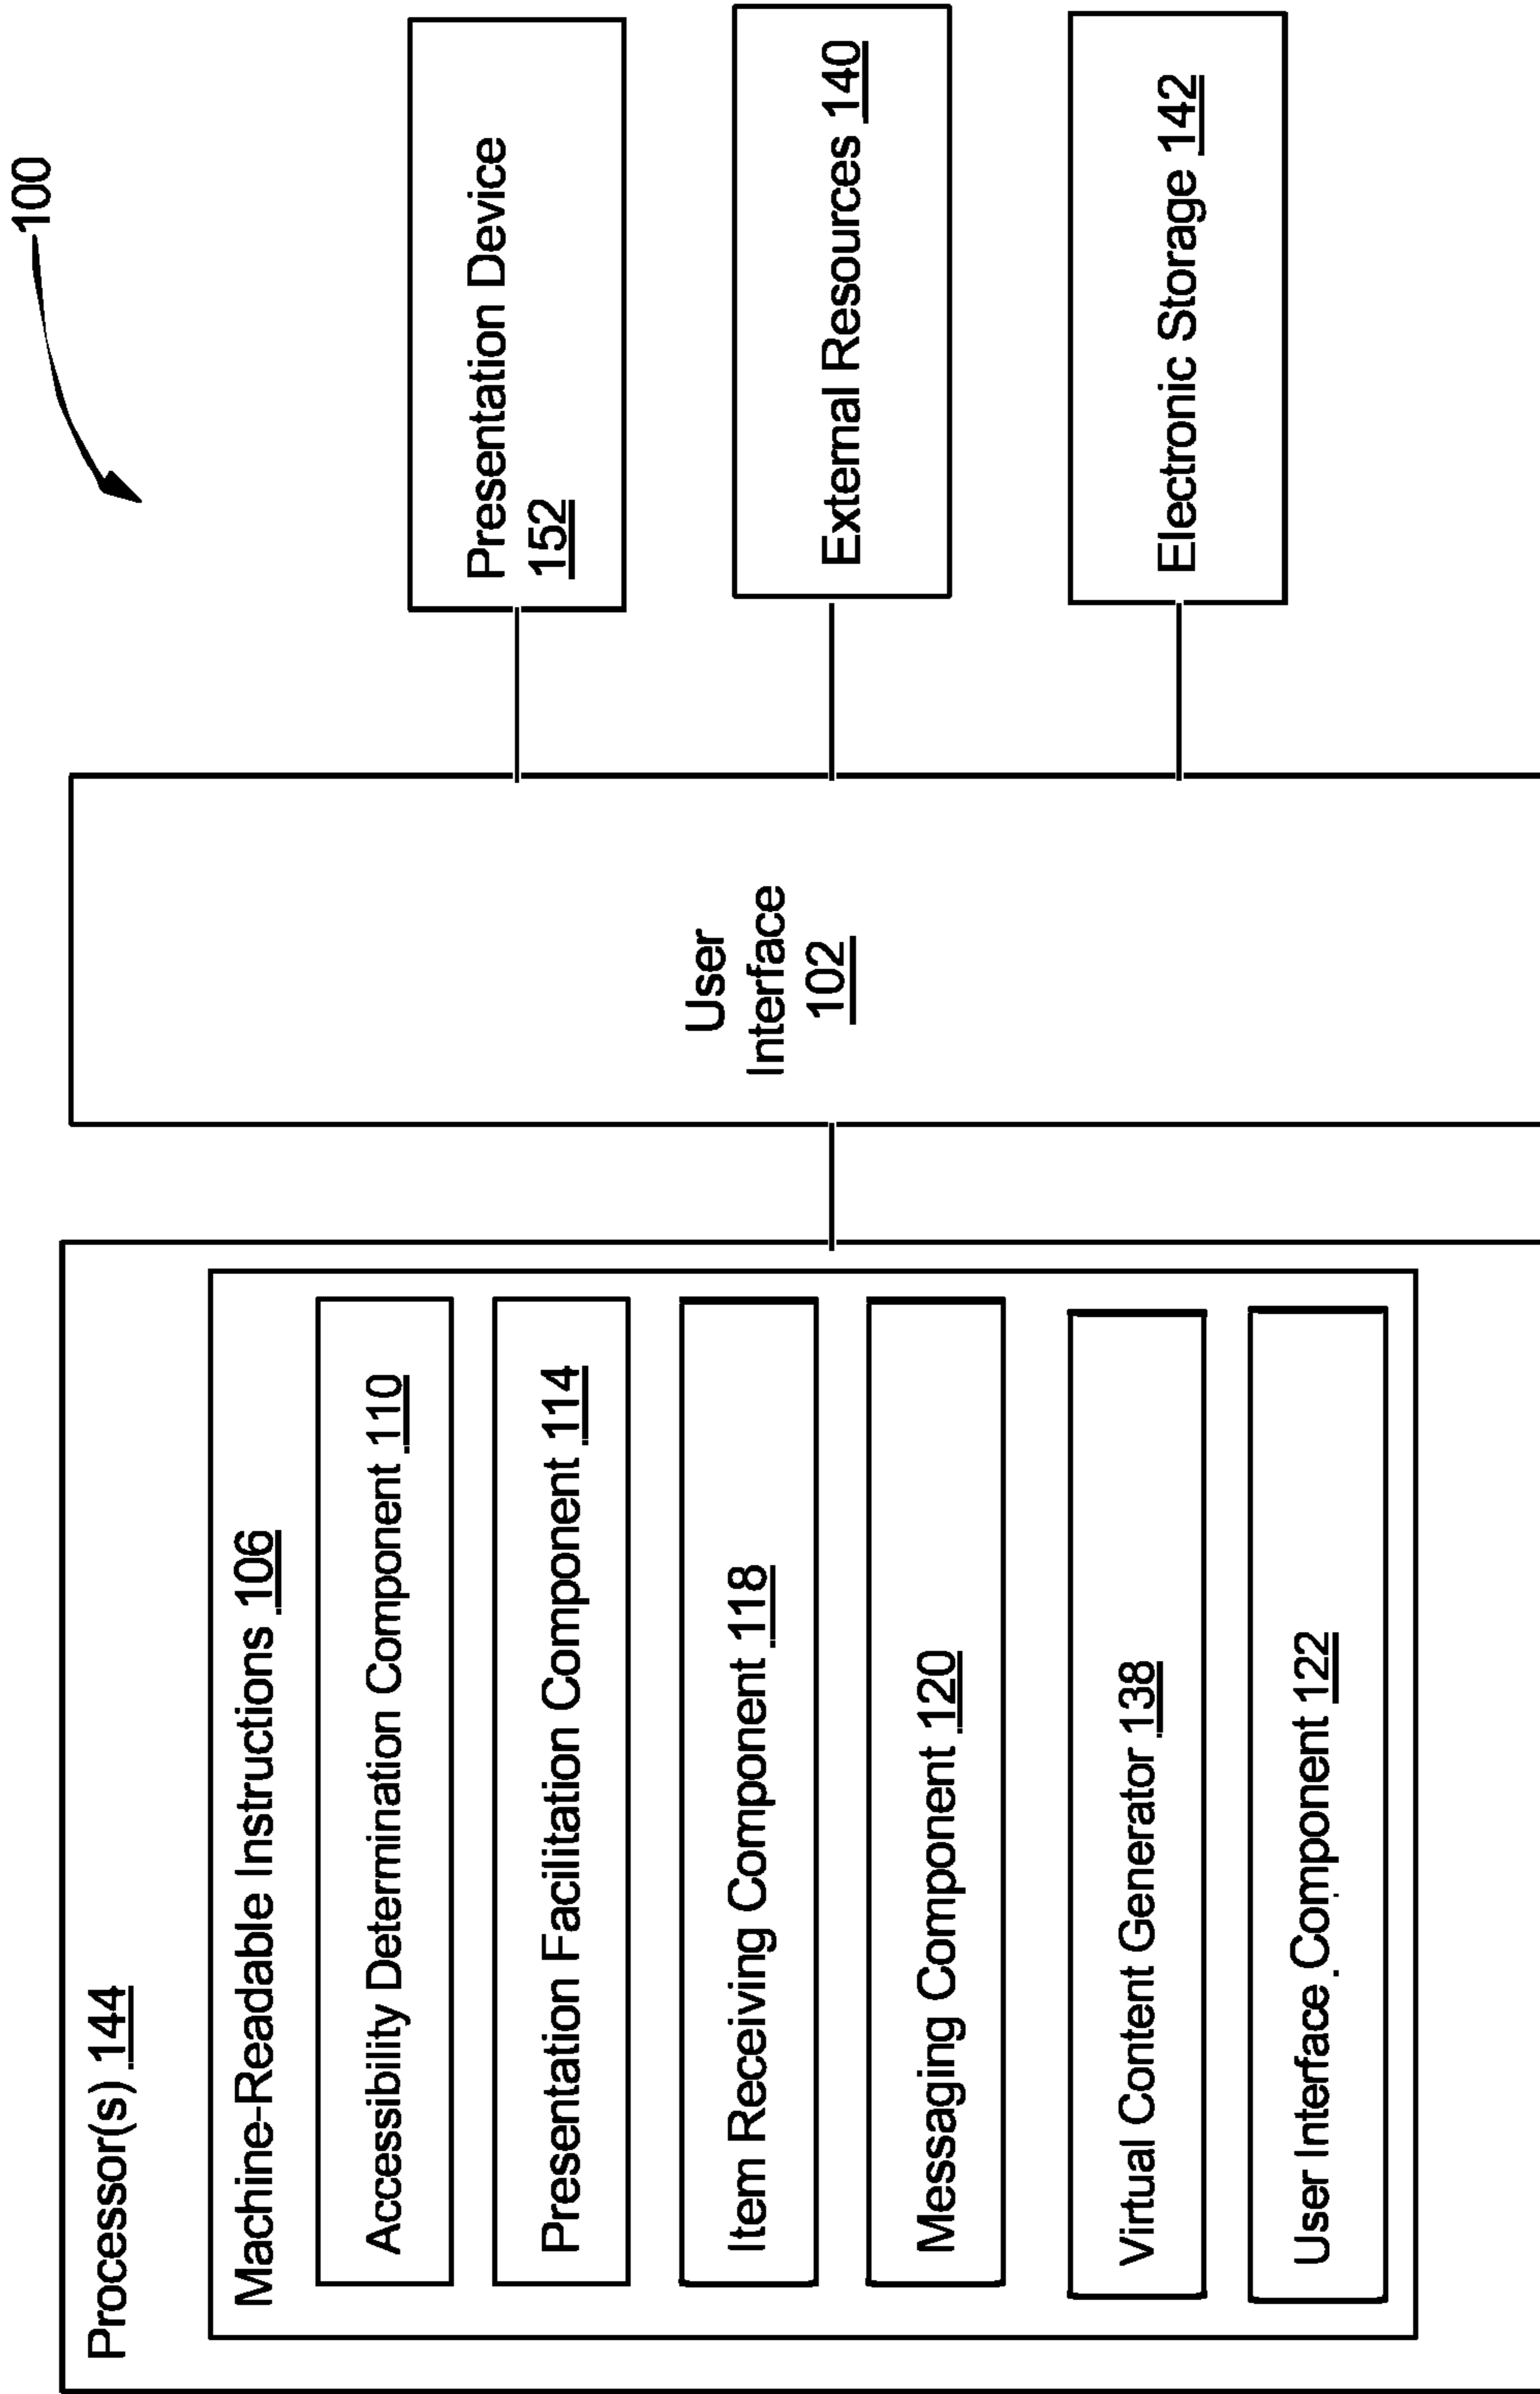 100
Processor(s) 144
Machine-Readable Instructions 106
Accessibility Determination Component 110
Presentation Facilitation Component 114
Item Receiving Component 118
Messaging Component 120
Virtual Content Generator 138
User Interface Component 122
User
Interface
102
Presentation Device
152
External Resources 140
Electronic Storage 142